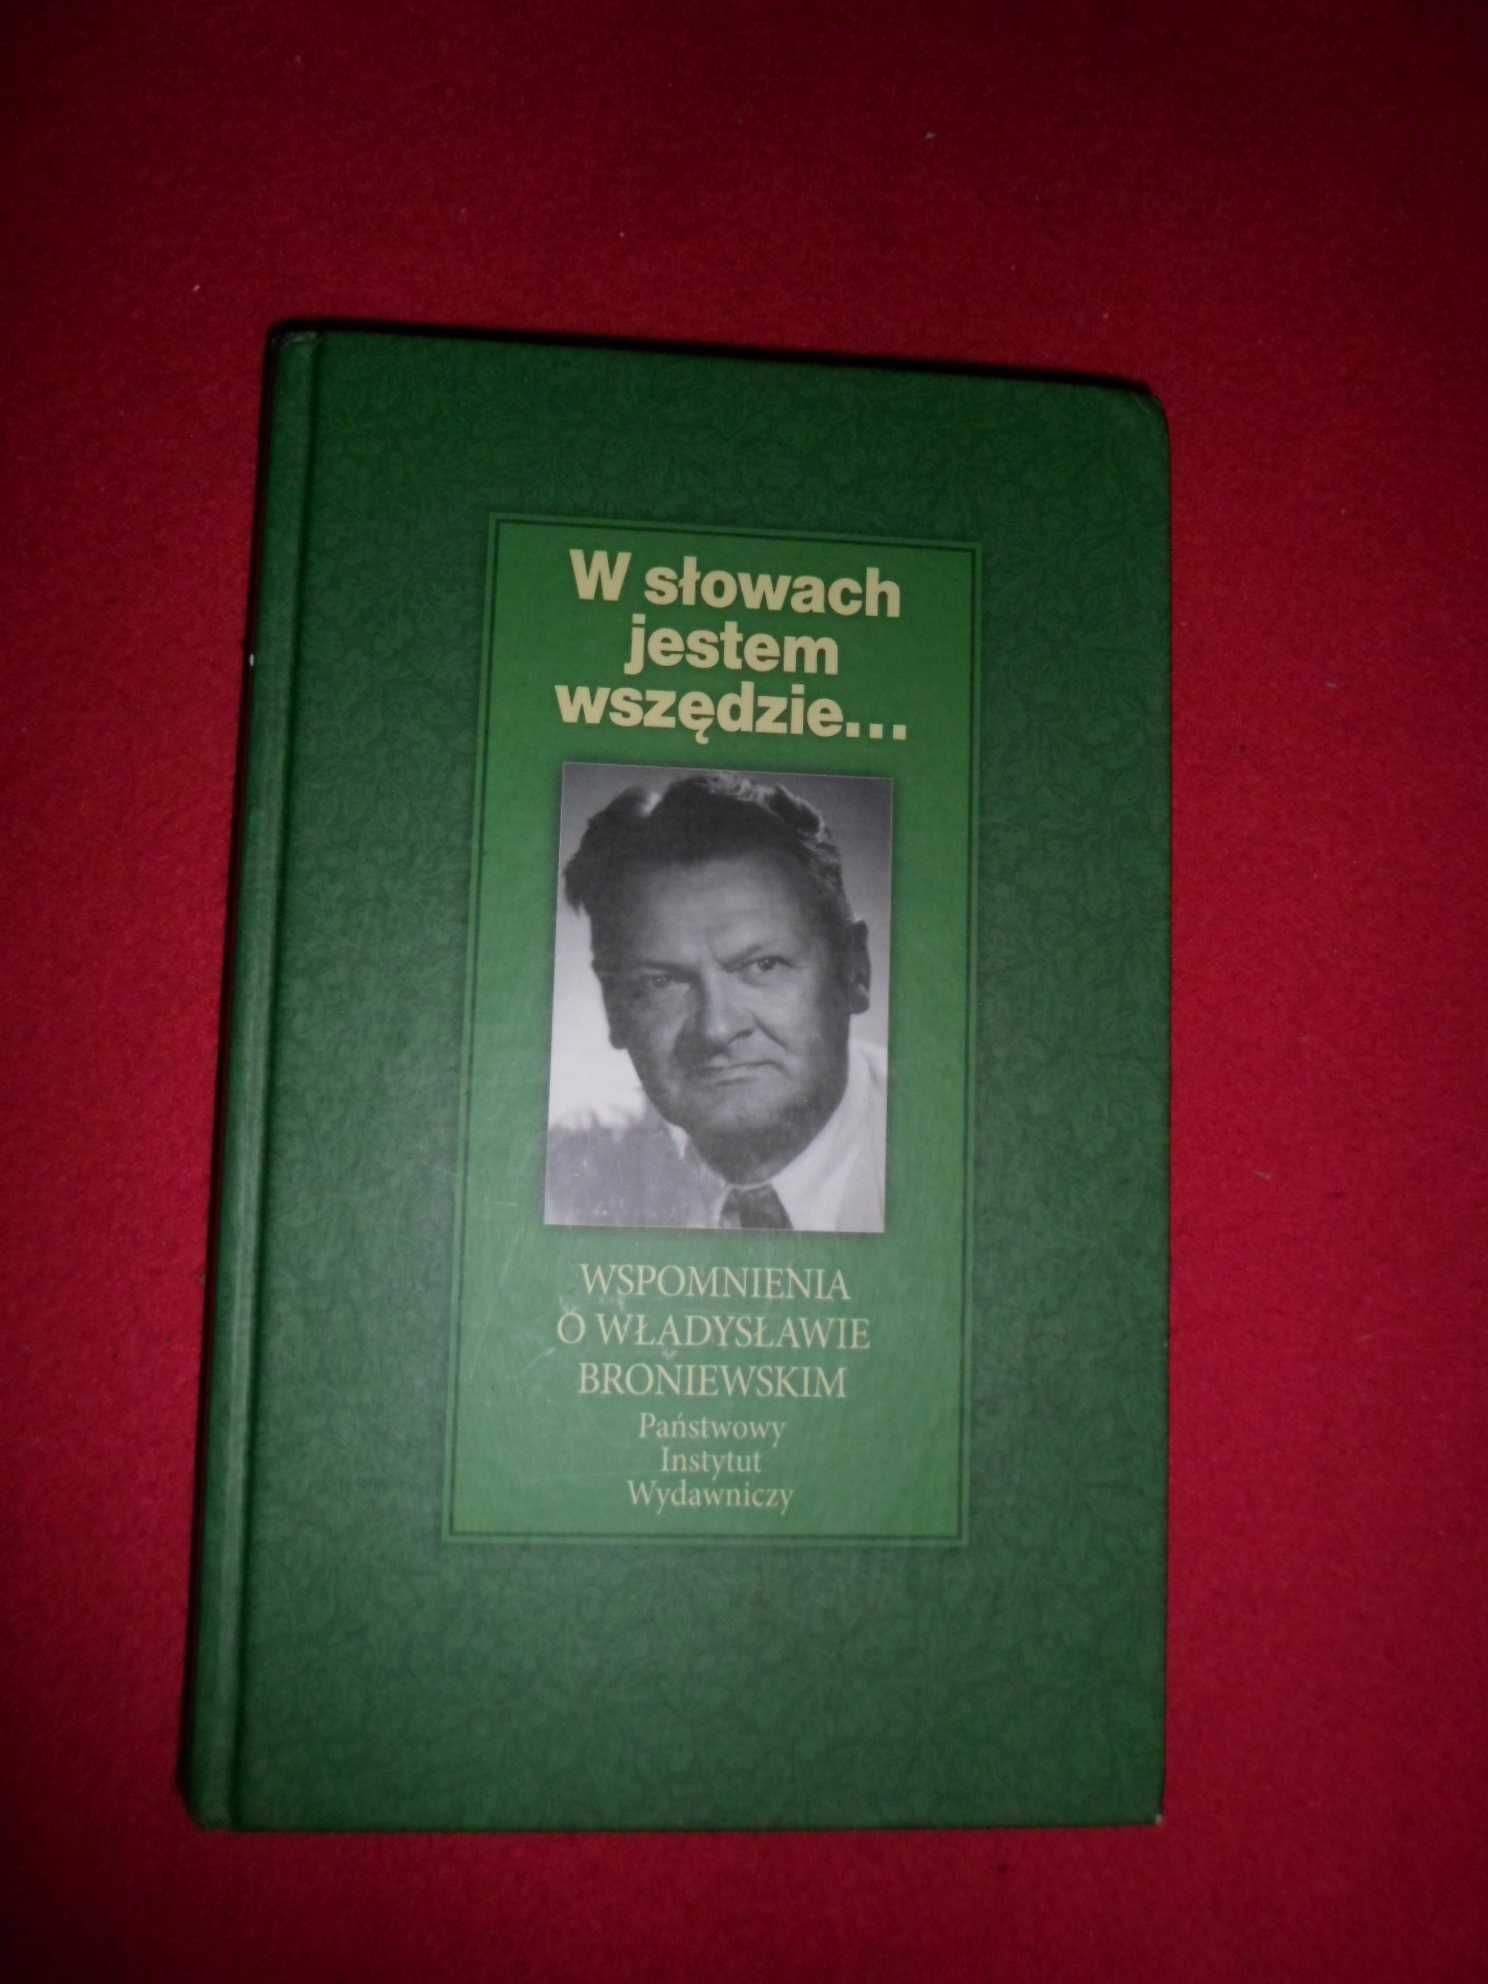 W słowach
jestem
wszędzie...
WSPOMNIENIA
O WŁADYSŁAWIE
BRONIEWSKIM
Państwowy
Instytut
Wydawniczy